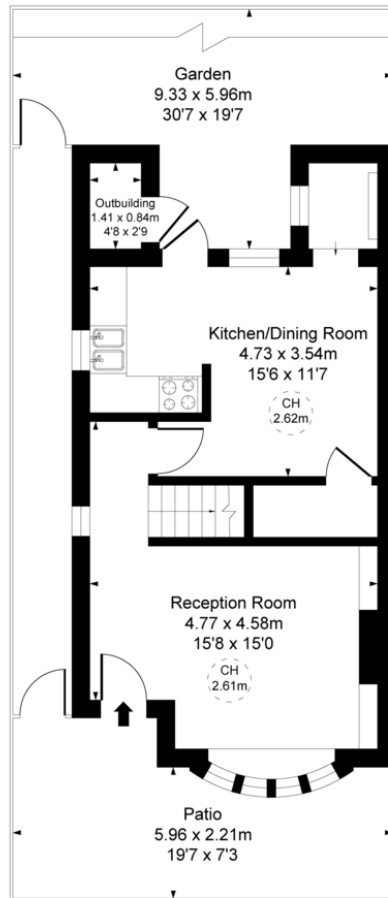 Garden
9.33 x 5.96m
30'7 x 19'7
Outbuilding
1.41 x 0.84m
4'8 x 2'9
Kitchen/Dining Room
4.73 x 3.54m
15'6 x 11'7
CH
2.62m
Reception Room
4.77 x 4.58m
15'8 x 15'0
CH
2.61m
Patio
5.96 x 2.21m
19'7 x 7'3